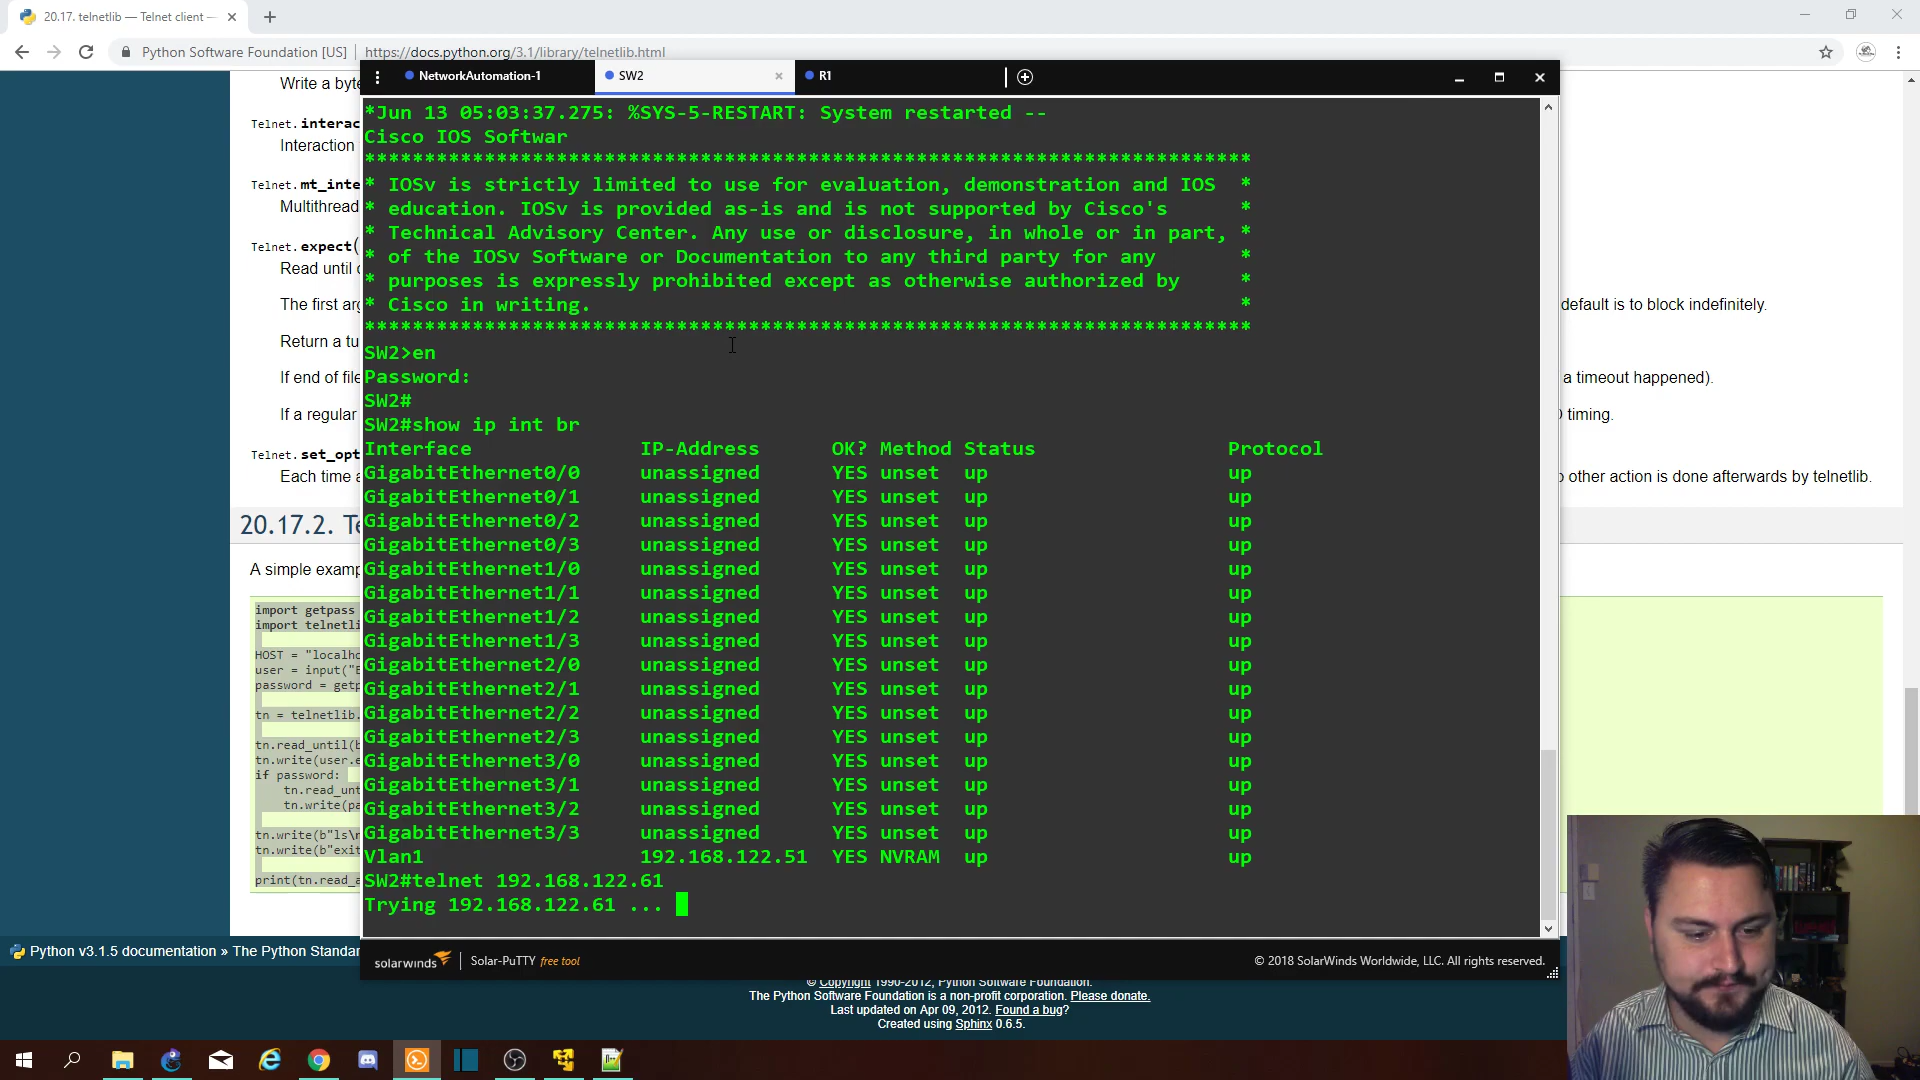 20.17. telnetlib — Telnet client —
Python Software Foundation [US] | https://docs.python.org/3.1/library/telnetlib.html
NetworkAutomation-1
SW2
R1
Write a byte
Telnet.interac
Interaction
Telnet.mt_inte
Multithread
Telnet.expect(
Read until
The first arg
default is to block indefinitely.
Return a tu
If end of file
a timeout happened).
If a regular
timing.
Telnet.set_opt
Each time a
other action is done afterwards by telnetlib.
20.17.2. Te
A simple examp
import getpass
import telnetli
HOST = "localho
user = input("E
password = getp
tn = telnetlib.
tn.read_until(b
tn.write(user.e
if password:
tn.read_unt
tn.write(pa
tn.write(b"ls\n
tn.write(b"exit
print(tn.read_a
*Jun 13 05:03:37.275: %SYS-5-RESTART: System restarted --
Cisco IOS Softwar
**************************************************************************
* IOSv is strictly limited to use for evaluation, demonstration and IOS *
* education. IOSv is provided as-is and is not supported by Cisco's *
* Technical Advisory Center. Any use or disclosure, in whole or in part, *
* of the IOSv Software or Documentation to any third party for any *
* purposes is expressly prohibited except as otherwise authorized by *
* Cisco in writing. *
**************************************************************************
SW2>en
Password:
SW2#
SW2#show ip int br
Interface IP-Address OK? Method Status Protocol
GigabitEthernet0/0 unassigned YES unset up up
GigabitEthernet0/1 unassigned YES unset up up
GigabitEthernet0/2 unassigned YES unset up up
GigabitEthernet0/3 unassigned YES unset up up
GigabitEthernet1/0 unassigned YES unset up up
GigabitEthernet1/1 unassigned YES unset up up
GigabitEthernet1/2 unassigned YES unset up up
GigabitEthernet1/3 unassigned YES unset up up
GigabitEthernet2/0 unassigned YES unset up up
GigabitEthernet2/1 unassigned YES unset up up
GigabitEthernet2/2 unassigned YES unset up up
GigabitEthernet2/3 unassigned YES unset up up
GigabitEthernet3/0 unassigned YES unset up up
GigabitEthernet3/1 unassigned YES unset up up
GigabitEthernet3/2 unassigned YES unset up up
GigabitEthernet3/3 unassigned YES unset up up
Vlan1 192.168.122.51 YES NVRAM up up
SW2#telnet 192.168.122.61
Trying 192.168.122.61 ...
Python v3.1.5 documentation » The Python Standar
solarwinds | Solar-PuTTY free tool
© 2018 SolarWinds Worldwide, LLC. All rights reserved.
© Copyright 1990-2012, Python Software Foundation.
The Python Software Foundation is a non-profit corporation. Please donate.
Last updated on Apr 09, 2012. Found a bug?
Created using Sphinx 0.6.5.